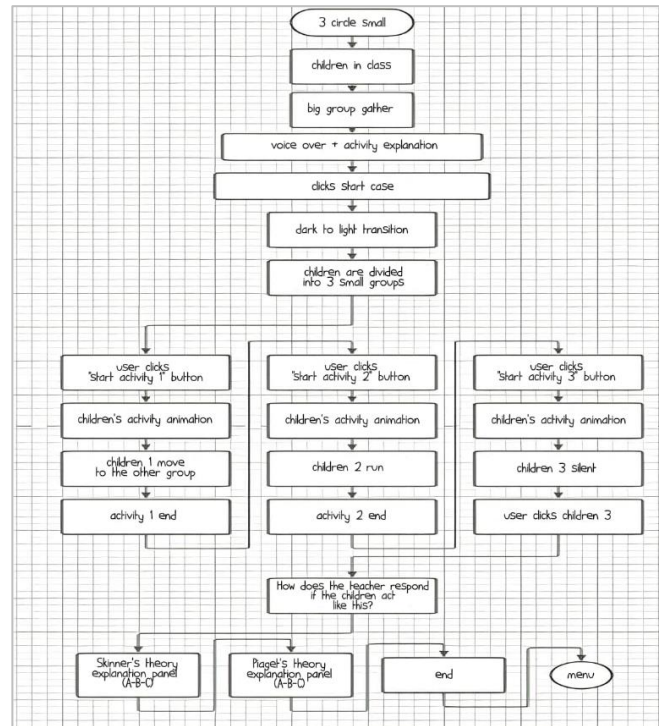 3 circle small
children in class
big group gather
voice over + activity explanation
clicks start case
dark to light transition
children are divided
into 3 small groups
user clicks
"start activity 1" button
children's activity animation
children 1 move
to the other group
activity 1 end
user clicks
"start activity 2" button
children's activity animation
children 2 run
activity 2 end
user clicks
"start activity 3" button
children's activity animation
children 3 silent
user clicks children 3
How does the teacher respond
if the children act
like this?
Skinner's theory
explanation panel
(A-B-C)
Piaget's theory
explanation panel
(A-B-C)
end
menu